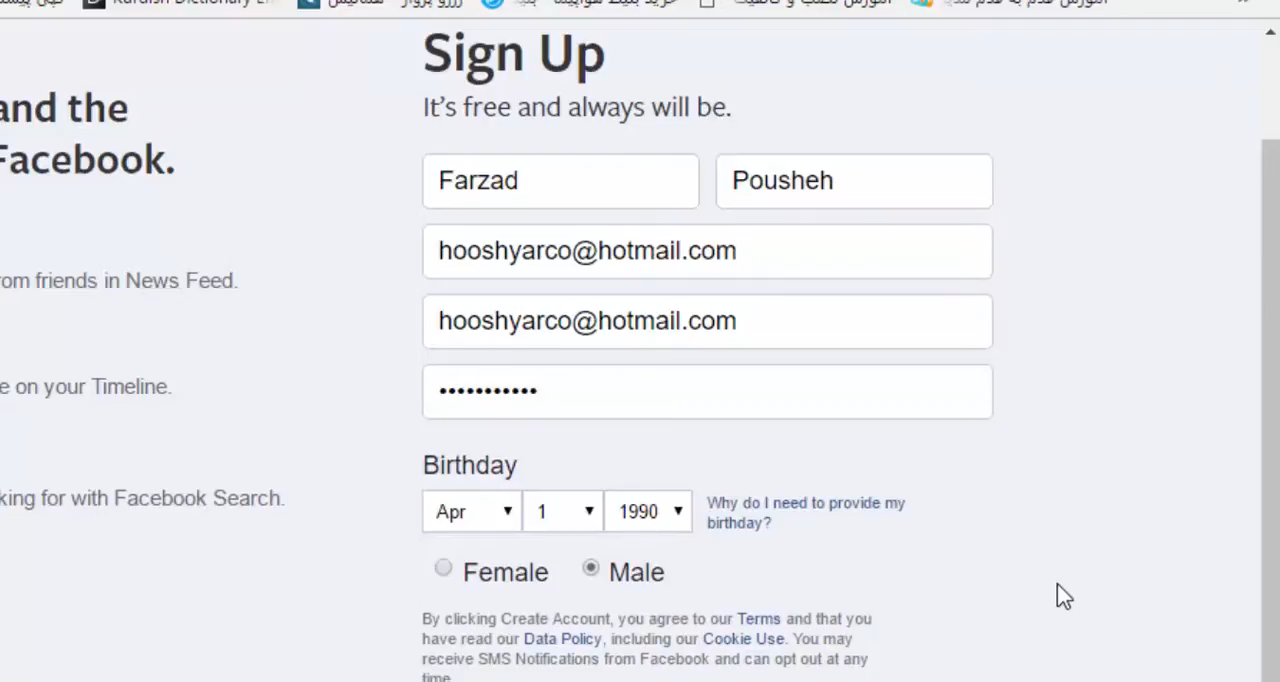 Kurdish Dictionary
and the
Facebook.
from friends in News Feed.
e on your Timeline.
king for with Facebook Search.
Sign Up
It's free and always will be.
Farzad
Pousheh
hooshyarco@hotmail.com
hooshyarco@hotmail.com
•••••••••••
Birthday
Apr 1 1990
Why do I need to provide my
birthday?
Female Male
By clicking Create Account, you agree to our Terms and that you
have read our Data Policy, including our Cookie Use. You may
receive SMS Notifications from Facebook and can opt out at any
time.